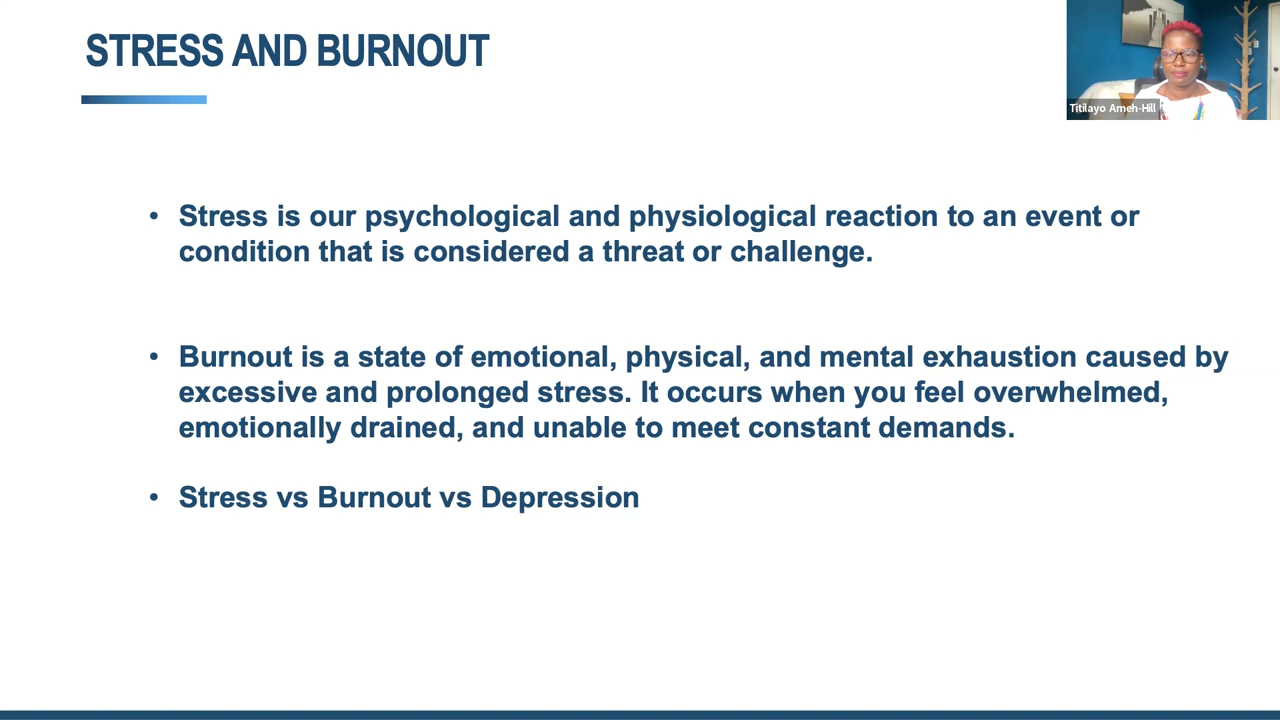 STRESS AND BURNOUT
Titilayo Ameh-Hill
• Stress is our psychological and physiological reaction to an event or
condition that is considered a threat or challenge.
• Burnout is a state of emotional, physical, and mental exhaustion caused by
excessive and prolonged stress. It occurs when you feel overwhelmed,
emotionally drained, and unable to meet constant demands.
• Stress vs Burnout vs Depression